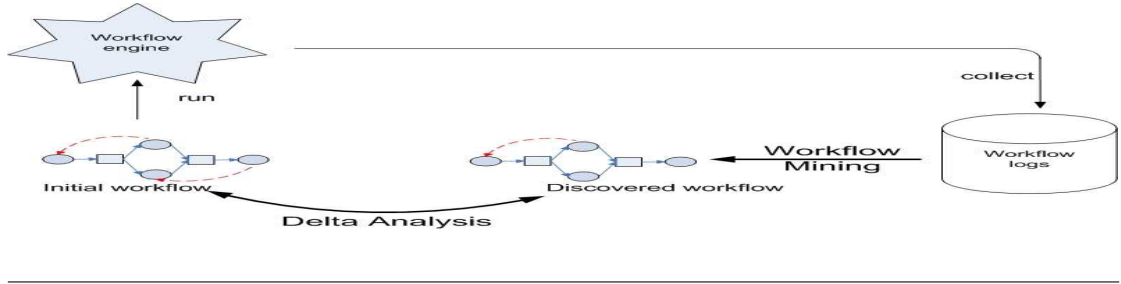 Workflow
engine
collect
run
Workflow
Mining
Workflow
logs
Initial workflow
Discovered workflow
Delta Analysis